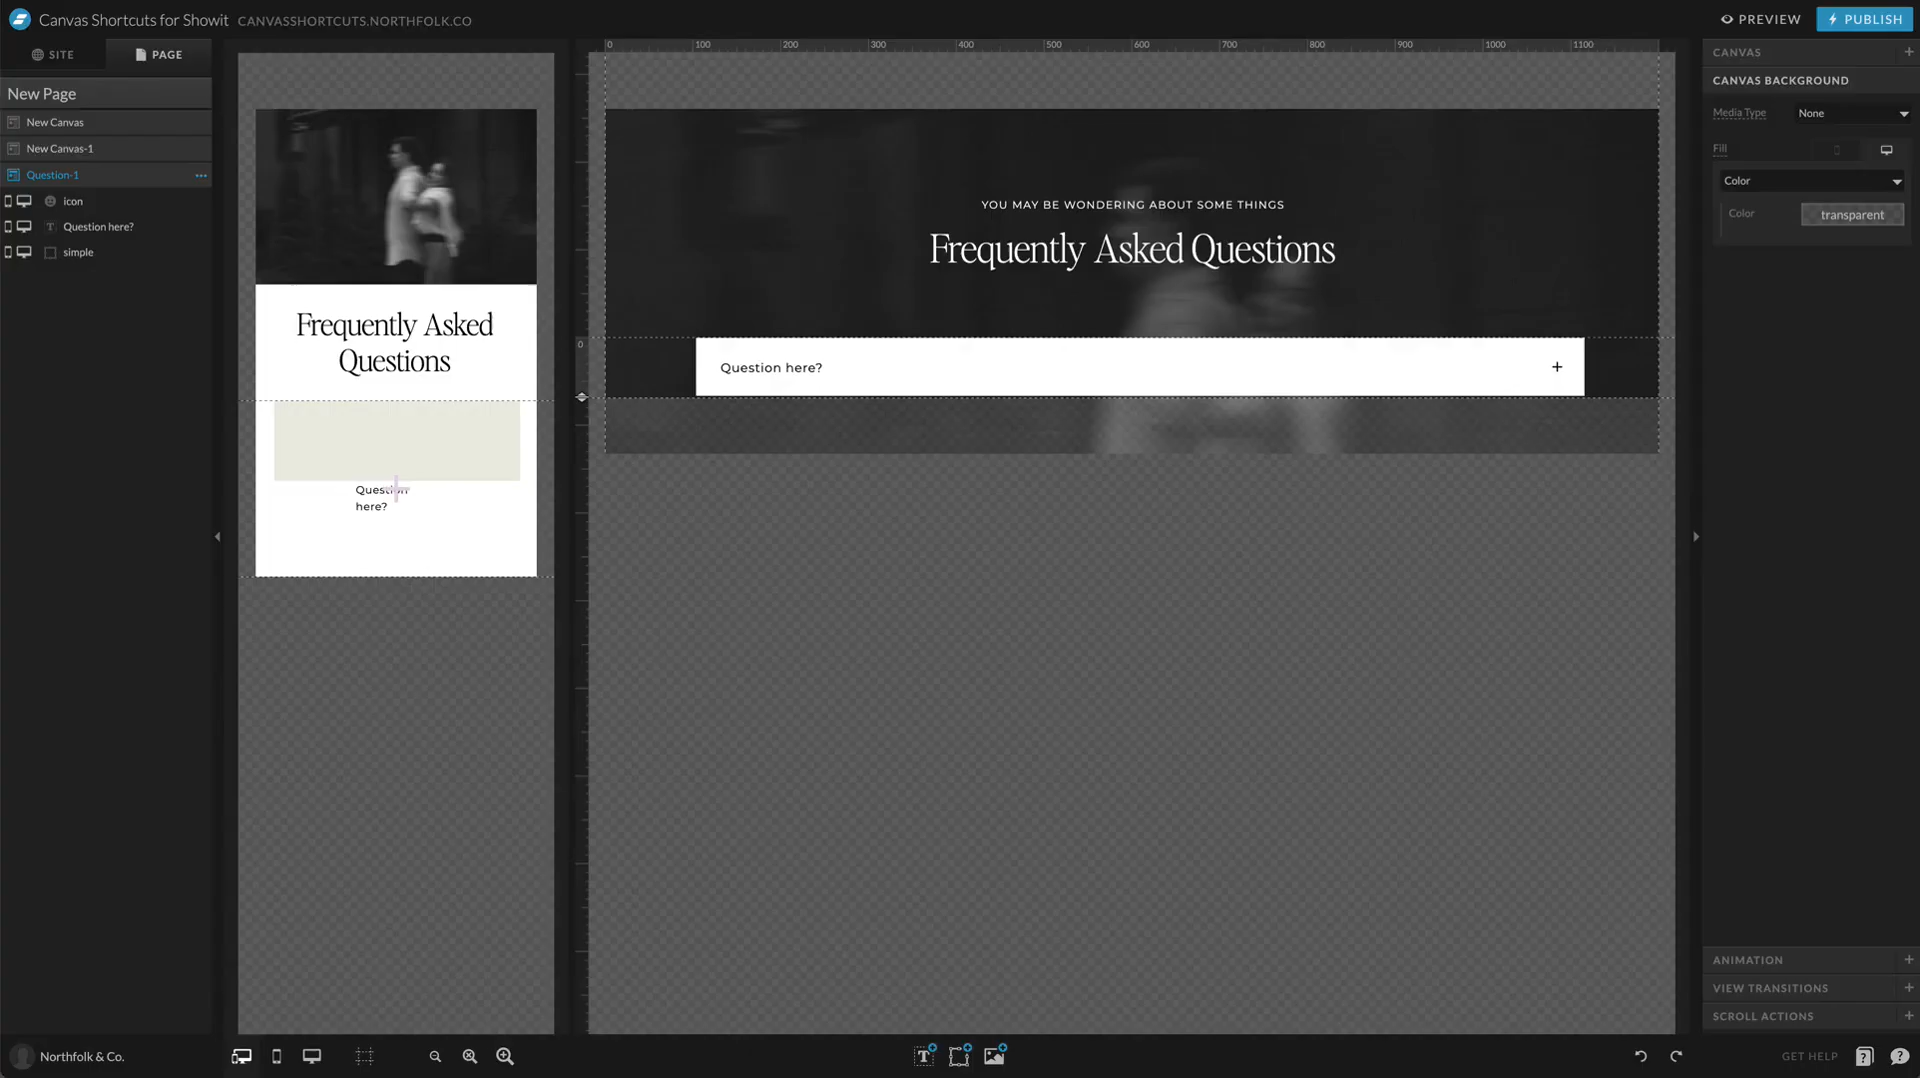 Canvas Shortcuts for Showit CANVASSHORTCUTS.NORTHFOLK.CO
PREVIEW
PUBLISH
SITE
PAGE
New Page
New Canvas
New Canvas-1
Question-1
icon
T Question here?
simple
Frequently Asked
Questions
Question
here?
0 100 200 300 400 500 600 700 800 900 1000 1100
0
YOU MAY BE WONDERING ABOUT SOME THINGS
Frequently Asked Questions
Question here? +
CANVAS +
CANVAS BACKGROUND
Media Type None
Fill
Color
Color transparent
ANIMATION +
VIEW TRANSITIONS +
SCROLL ACTIONS +
Northfolk & Co.
T
GET HELP ? ?